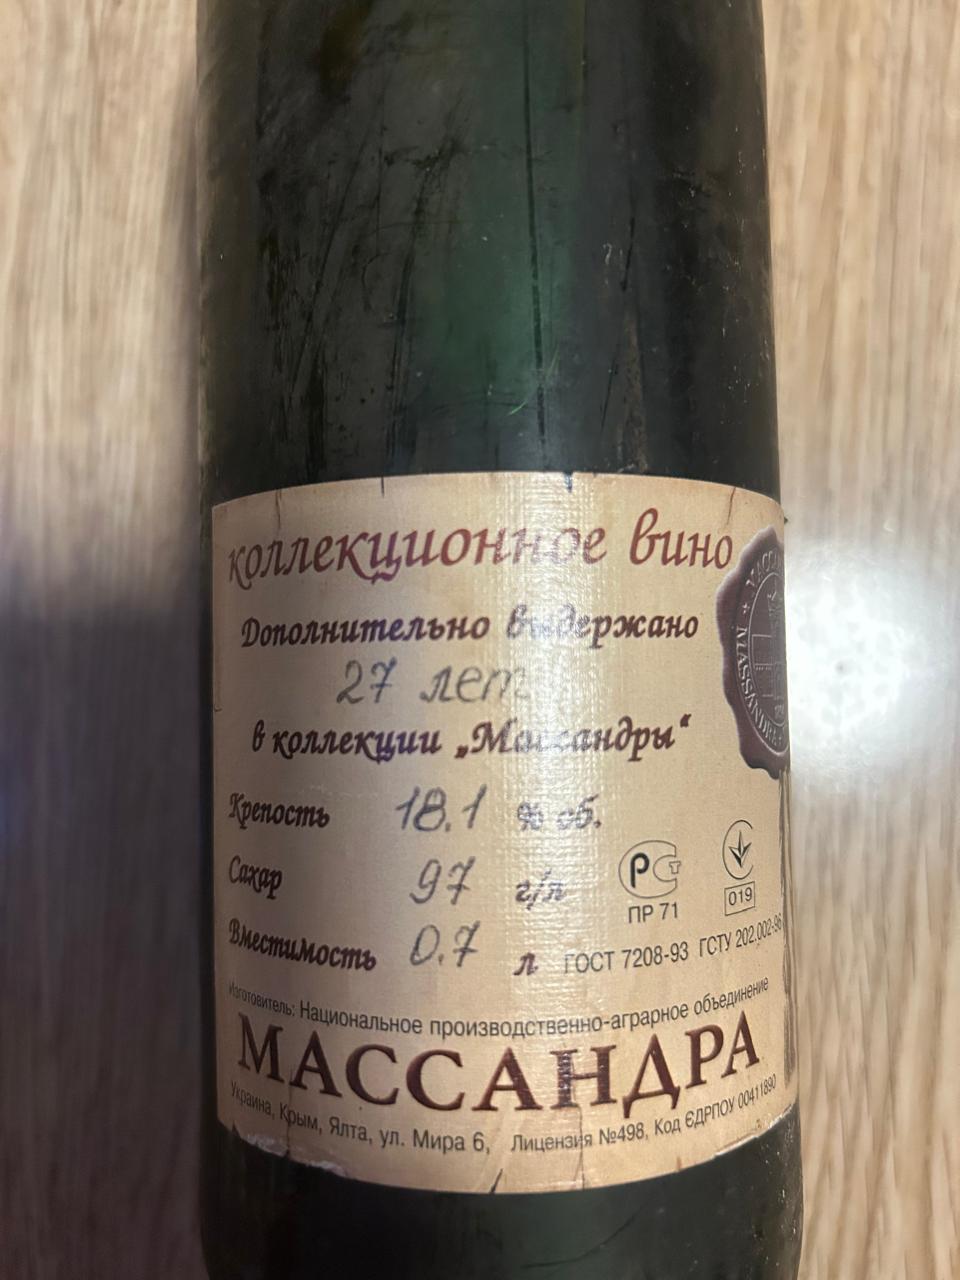 коллекционное вино
Дополнительно выдержано
27 лет
в коллекции „Массандры“
Крепость 18.1 % об.
Сахар 97 г/л
Вместимость 0.7 л
РСТ
ПР 71
019
ГОСТ 7208-93 ГСТУ 202.002-96
Изготовитель: Национальное производственно-аграрное объединение
МАССАНДРА
Украина, Крым, Ялта, ул. Мира 6, Лицензия №498, Код ЄДРПОУ 00411890
MASSANDRA